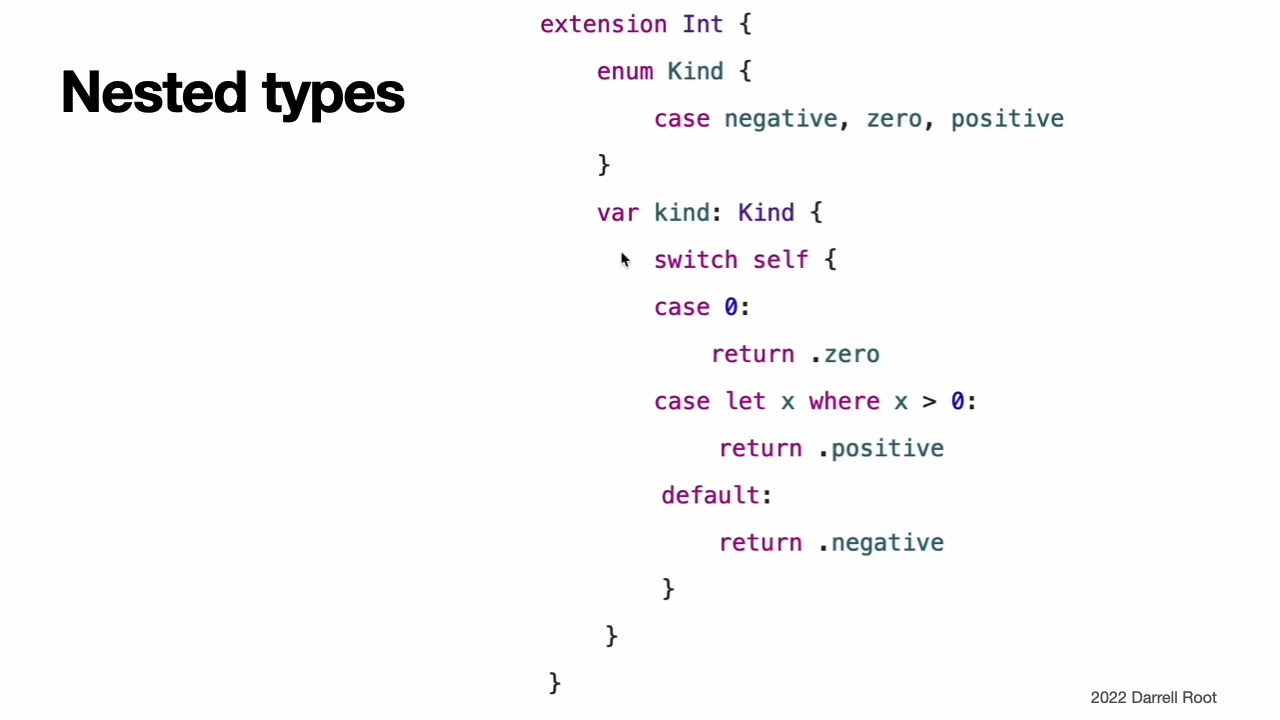 Nested types
extension Int {
enum Kind {
case negative, zero, positive
}
var kind: Kind {
switch self {
case 0:
return .zero
case let x where x > 0:
return .positive
default:
return .negative
}
}
}
2022 Darrell Root